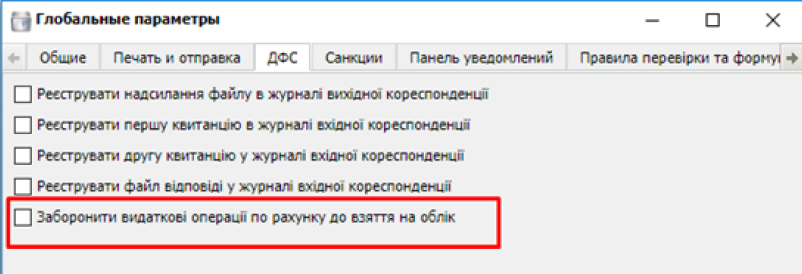 Глобальные параметры
Общие Печать и отправка ДФС Санкции Панель уведомлений Правила перевірки та форму
Реєструвати надсилання файлу в журналі вихідної кореспонденції
Реєструвати першу квитанцію в журналі вхідної кореспонденції
Реєструвати другу квитанцію у журналі вхідної кореспонденції
Реєструвати файл відповіді у журналі вхідної кореспонденції
Заборонити видаткові операції по рахунку до взяття на облік